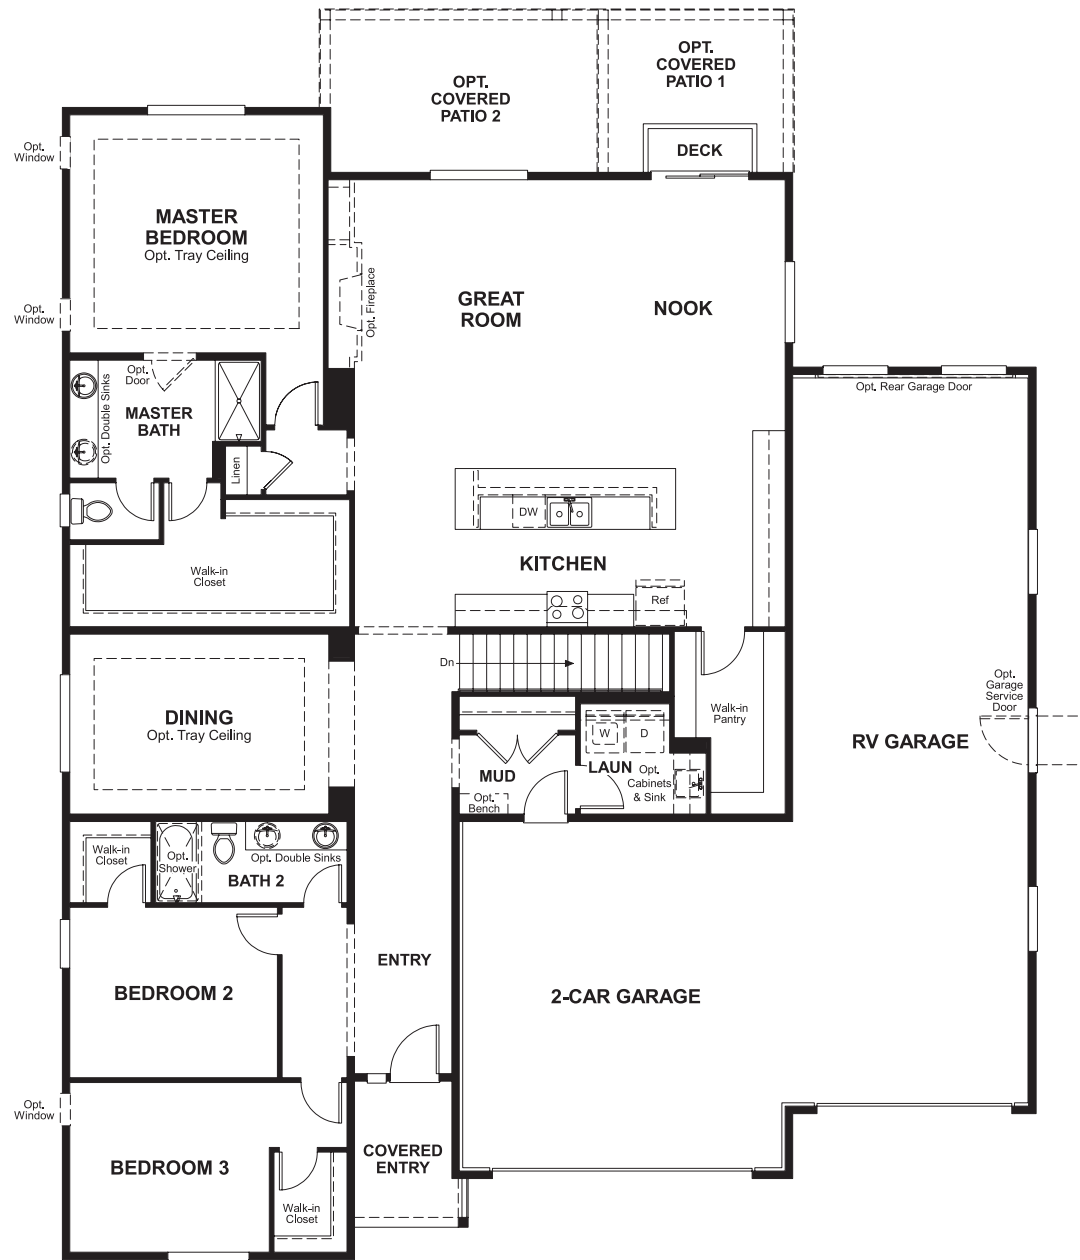 OPT.
COVERED
PATIO 1
OPT.
COVERED
PATIO 2
DECK
Opt.
Window
MASTER
BEDROOM
Opt. Tray Ceiling
Opt.
Window
Opt. Fireplace
GREAT
ROOM
NOOK
Opt.
Door
Opt. Double Sinks
MASTER
BATH
Opt. Rear Garage Door
Linen
DW
KITCHEN
Walk-in
Closet
Ref
Dn
Opt.
Garage
Service
Door
Walk-in
Pantry
DINING
Opt. Tray Ceiling
W
D
RV GARAGE
MUD
LAUN
Opt.
Cabinets
& Sink
Opt.
Bench
Walk-in
Closet
Opt.
Shower
Opt. Double Sinks
BATH 2
ENTRY
BEDROOM 2
2-CAR GARAGE
Opt.
Window
COVERED
ENTRY
BEDROOM 3
Walk-in
Closet